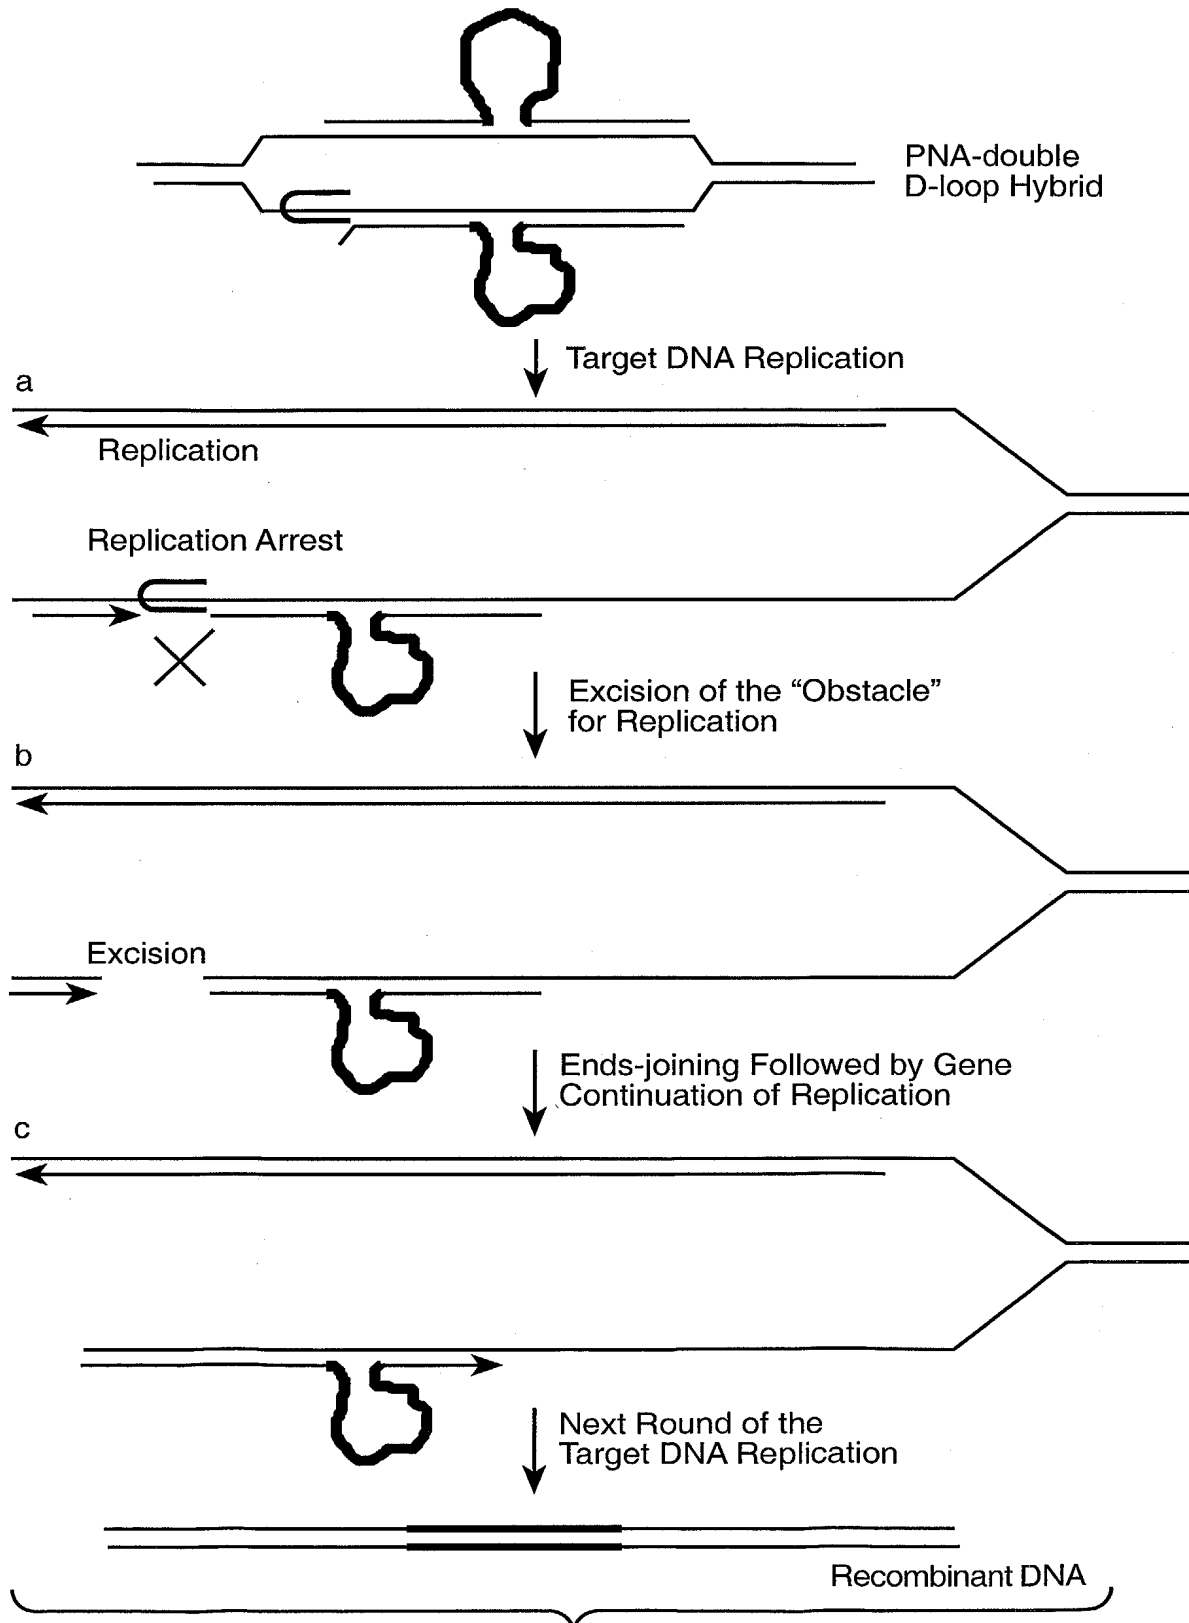 PNA-double
D-loop Hybrid
Target DNA Replication
a
Replication
Replication Arrest
Excision of the “Obstacle”
for Replication
b
Excision
Ends-joining Followed by Gene
Continuation of Replication
c
Next Round of the
Target DNA Replication
Recombinant DNA